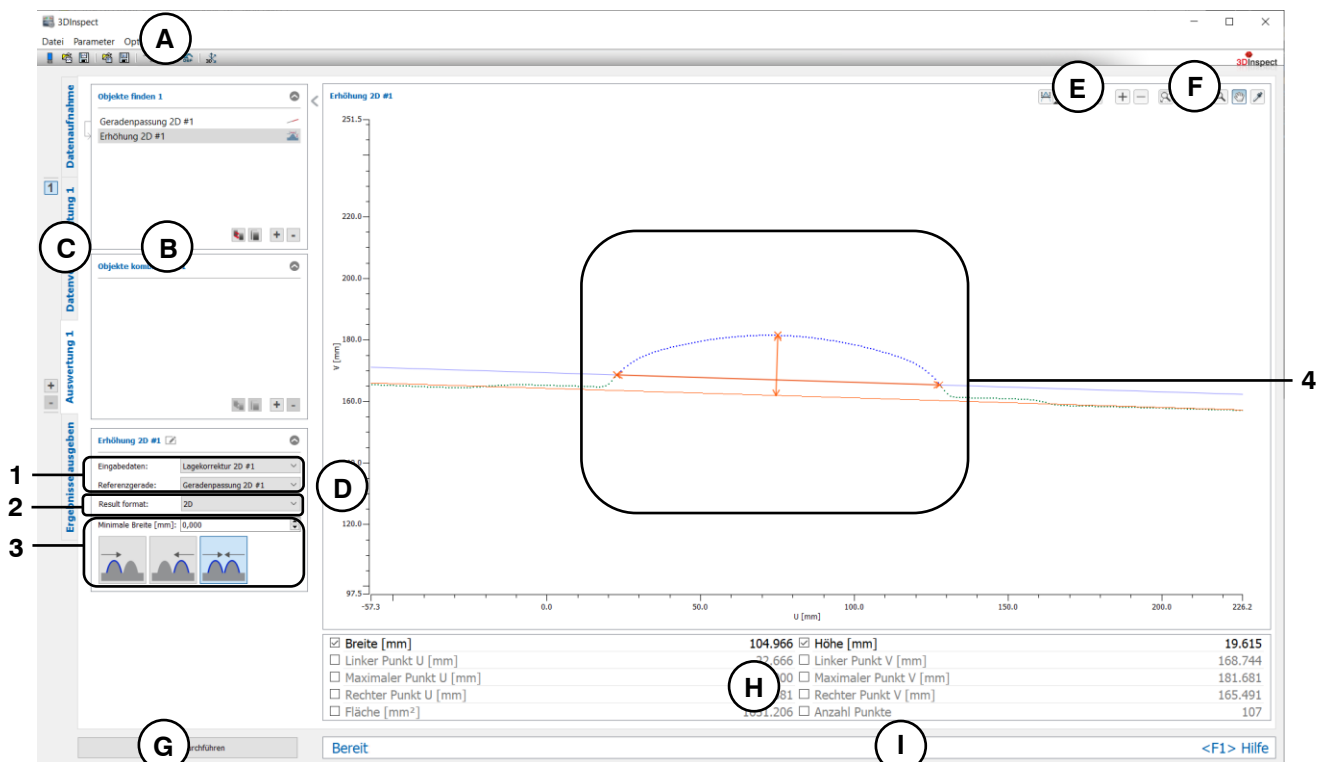 3DInspect
Datei Parameter
A
3DInspect
Datenaufnahme
Objekte finden 1
Geradenpassung 2D #1
Erhöhung 2D #1
1
C
B
Auswertung 1
+
-
Ergebnisse ausgeben
Erhöhung 2D #1
Eingabedaten: Lagekorrektur 2D #1
Referenzgerade: Geradenpassung 2D #1
Result format: 2D
Minimale Breite [mm]: 0,000
1
2
3
D
Erhöhung 2D #1
E
F
251.5
220.0
200.0
180.0
160.0
120.0
97.5
V [mm]
-57.3 0.0 50.0 100.0 150.0 200.0 226.2
U [mm]
4
Breite [mm] 104.966 Höhe [mm] 19.615
Linker Punkt U [mm] Linker Punkt V [mm] 168.744
Maximaler Punkt U [mm] Maximaler Punkt V [mm] 181.681
Rechter Punkt U [mm] Rechter Punkt V [mm] 165.491
Fläche [mm²] Anzahl Punkte 107
H
G
Bereit
I
<F1> Hilfe